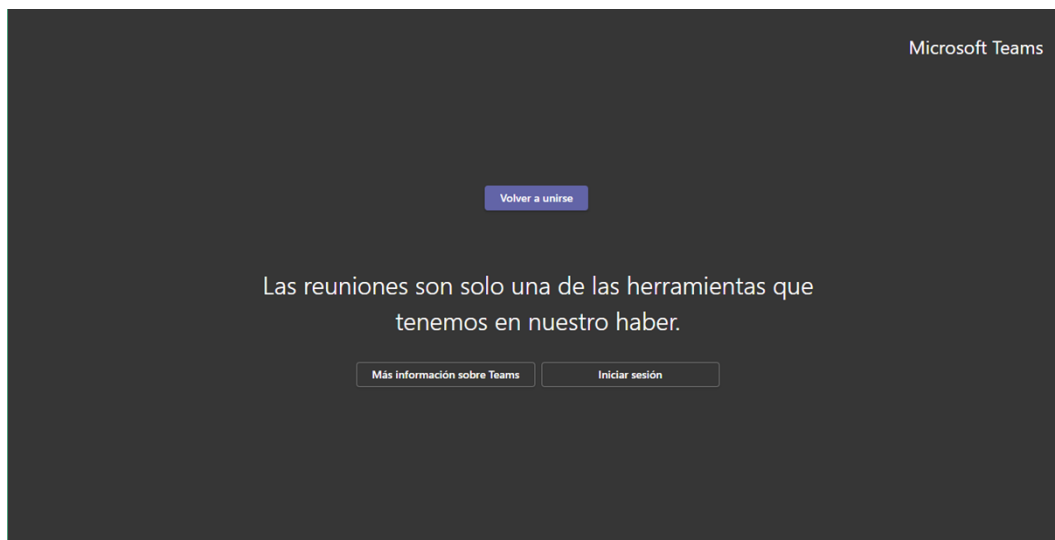 Microsoft Teams
Volver a unirse
Las reuniones son solo una de las herramientas que
tenemos en nuestro haber.
Más información sobre Teams
Iniciar sesión